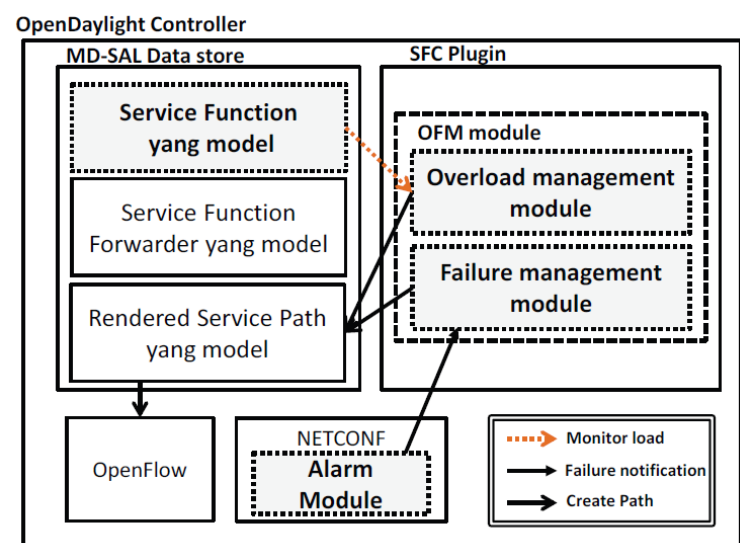 OpenDaylight Controller
MD-SAL Data store
Service Function
yang model
Service Function
Forwarder yang model
Rendered Service Path
yang model
SFC Plugin
OFM module
Overload management
module
Failure management
module
OpenFlow
NETCONF
Alarm
Module
Monitor load
Failure notification
Create Path